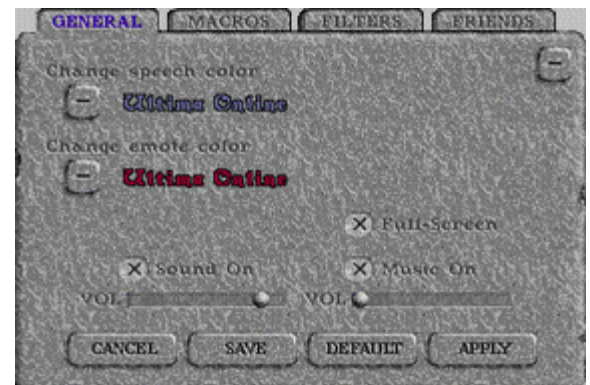 GENERAL MACROS FILTERS FRIENDS
Change speech color
Ultima Online
Change emote color
Ultima Online
Full-Screen
Sound On Music On
VOL VOL
CANCEL SAVE DEFAULT APPLY